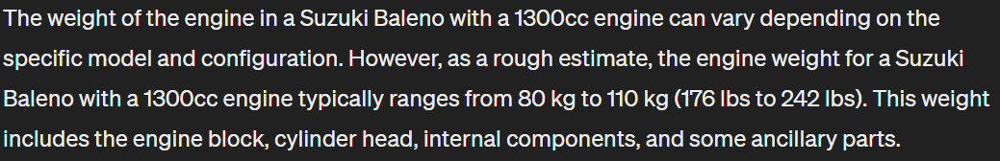 The weight of the engine in a Suzuki Baleno with a 1300cc engine can vary depending on the
specific model and configuration. However, as a rough estimate, the engine weight for a Suzuki
Baleno with a 1300cc engine typically ranges from 80 kg to 110 kg (176 lbs to 242 lbs). This weight
includes the engine block, cylinder head, internal components, and some ancillary parts.